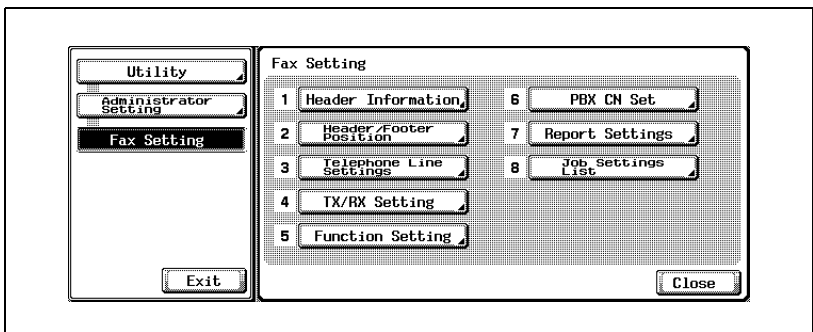 Utility
Administrator
Setting
Fax Setting
Exit
Fax Setting
1 Header Information
2 Header/Footer
Position
3 Telephone Line
Settings
4 TX/RX Setting
5 Function Setting
6 PBX CN Set
7 Report Settings
8 Job Settings
List
Close